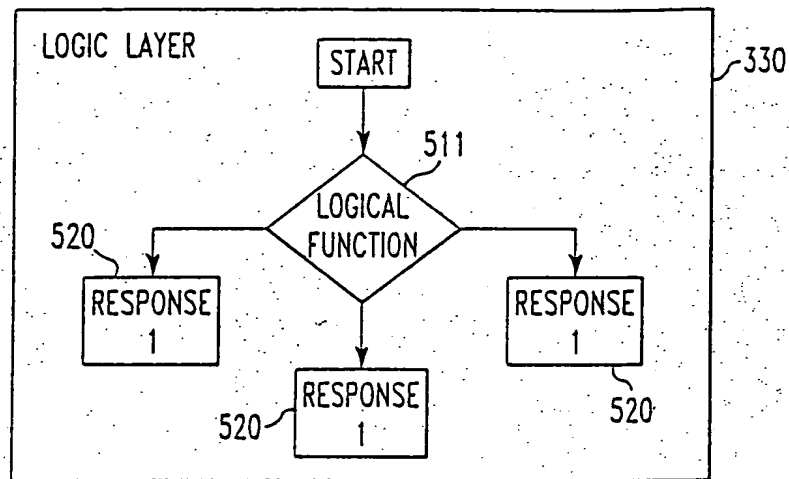 LOGIC LAYER
START
330
511
LOGICAL
FUNCTION
520
RESPONSE
1
RESPONSE
1
520
RESPONSE
1
520